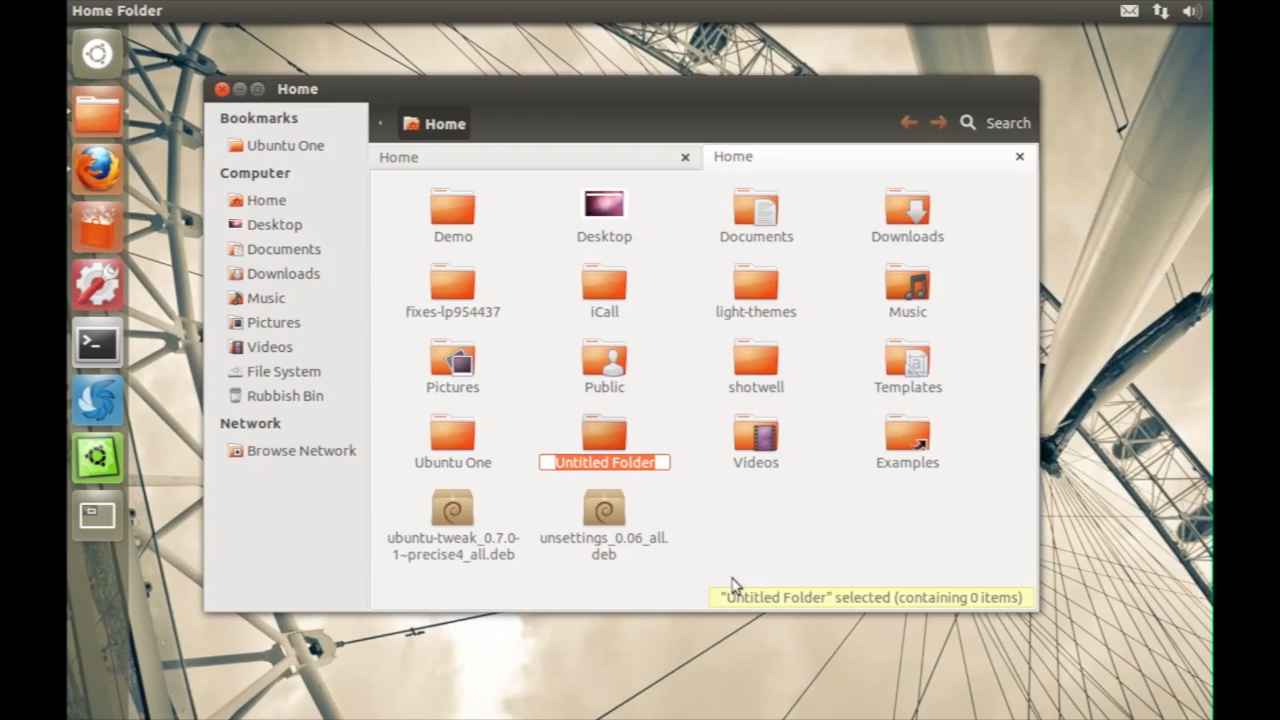 Home Folder
Home
Bookmarks
Ubuntu One
Computer
Home
Desktop
Documents
Downloads
Music
Pictures
Videos
File System
Rubbish Bin
Network
Browse Network
Home
Search
Home
Home
Demo
Desktop
Documents
Downloads
fixes-lp954437
iCall
light-themes
Music
Pictures
Public
shotwell
Templates
Ubuntu One
Untitled Folder
Videos
Examples
ubuntu-tweak_0.7.0-
1~precise4_all.deb
unsettings_0.06_all.
deb
"Untitled Folder" selected (containing 0 items)